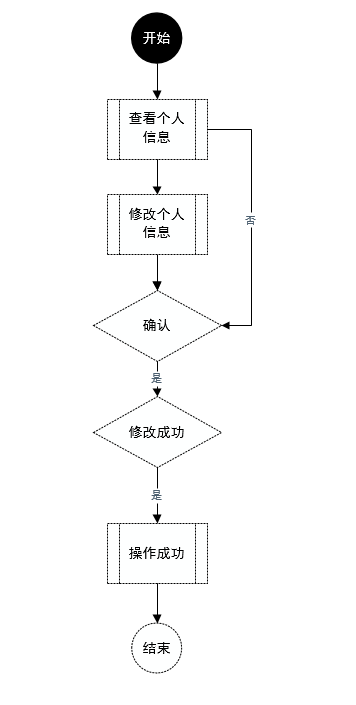 开始
查看个人
信息
修改个人
信息
否
确认
是
修改成功
是
操作成功
结束